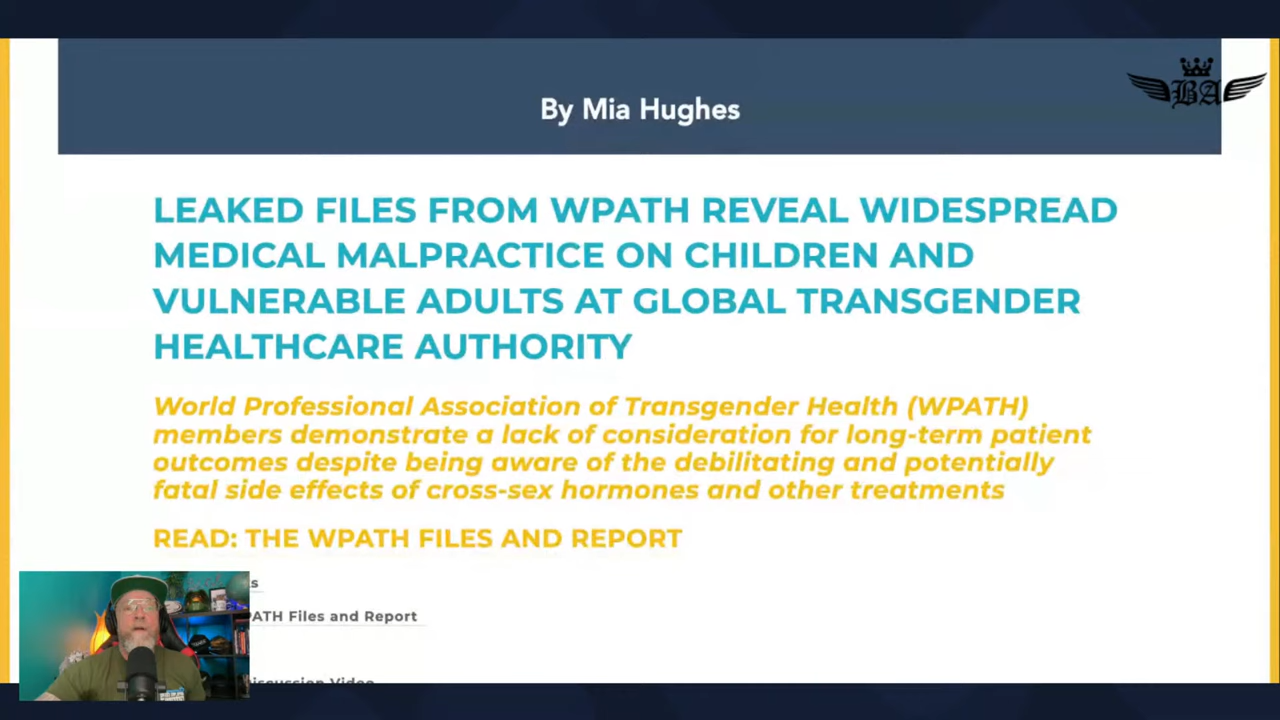 By Mia Hughes
BA
LEAKED FILES FROM WPATH REVEAL WIDESPREAD
MEDICAL MALPRACTICE ON CHILDREN AND
VULNERABLE ADULTS AT GLOBAL TRANSGENDER
HEALTHCARE AUTHORITY
World Professional Association of Transgender Health (WPATH)
members demonstrate a lack of consideration for long-term patient
outcomes despite being aware of the debilitating and potentially
fatal side effects of cross-sex hormones and other treatments
READ: THE WPATH FILES AND REPORT
PATH Files and Report
Video